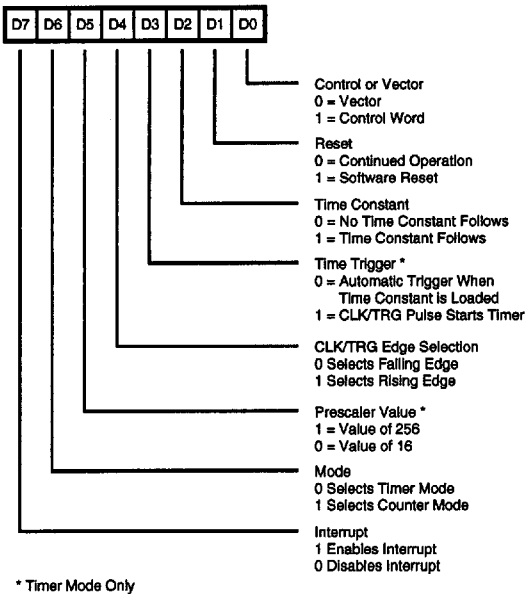 D7 D6 D5 D4 D3 D2 D1 D0
Control or Vector
0 = Vector
1 = Control Word
Reset
0 = Continued Operation
1 = Software Reset
Time Constant
0 = No Time Constant Follows
1 = Time Constant Follows
Time Trigger *
0 = Automatic Trigger When
Time Constant is Loaded
1 = CLK/TRG Pulse Starts Timer
CLK/TRG Edge Selection
0 Selects Falling Edge
1 Selects Rising Edge
Prescaler Value *
1 = Value of 256
0 = Value of 16
Mode
0 Selects Timer Mode
1 Selects Counter Mode
Interrupt
1 Enables Interrupt
0 Disables Interrupt
* Timer Mode Only